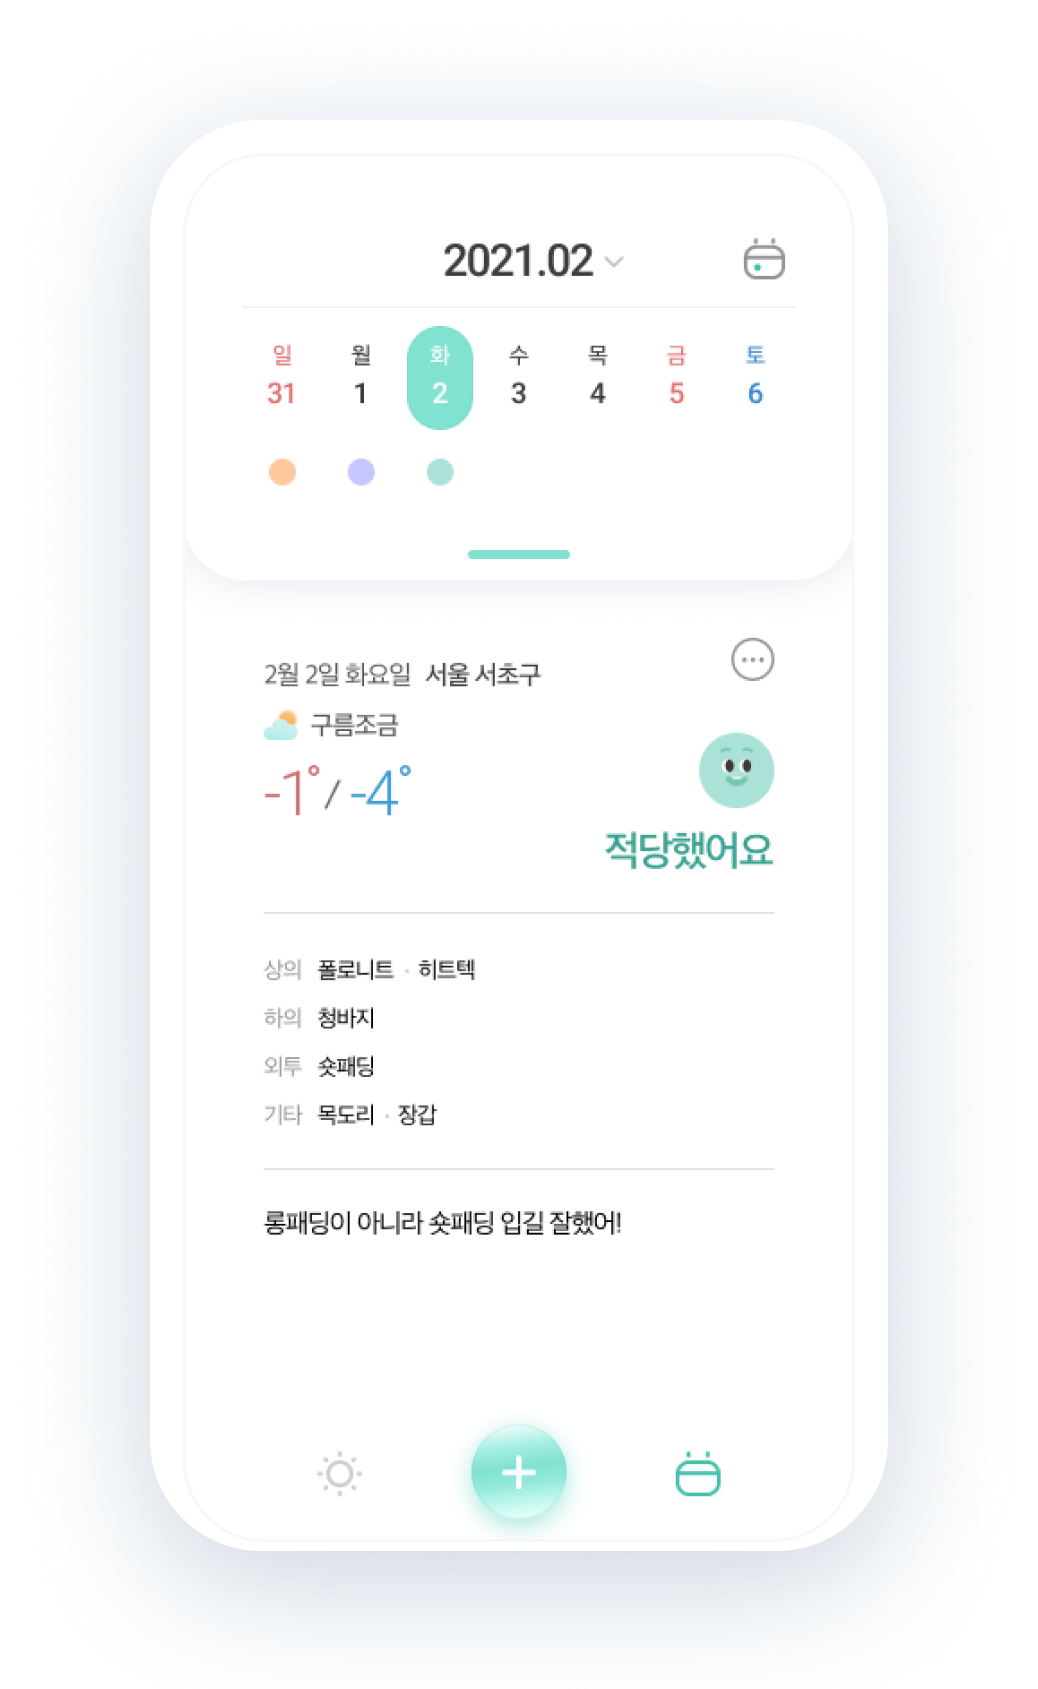 2021.02
일 월 화 수 목 금 토
31 1 2 3 4 5 6
2월 2일 화요일 서울 서초구
구름조금
-1° / -4°
적당했어요
상의 폴로니트 · 히트텍
하의 청바지
외투 숏패딩
기타 목도리 · 장갑
롱패딩이 아니라 숏패딩 입길 잘했어!